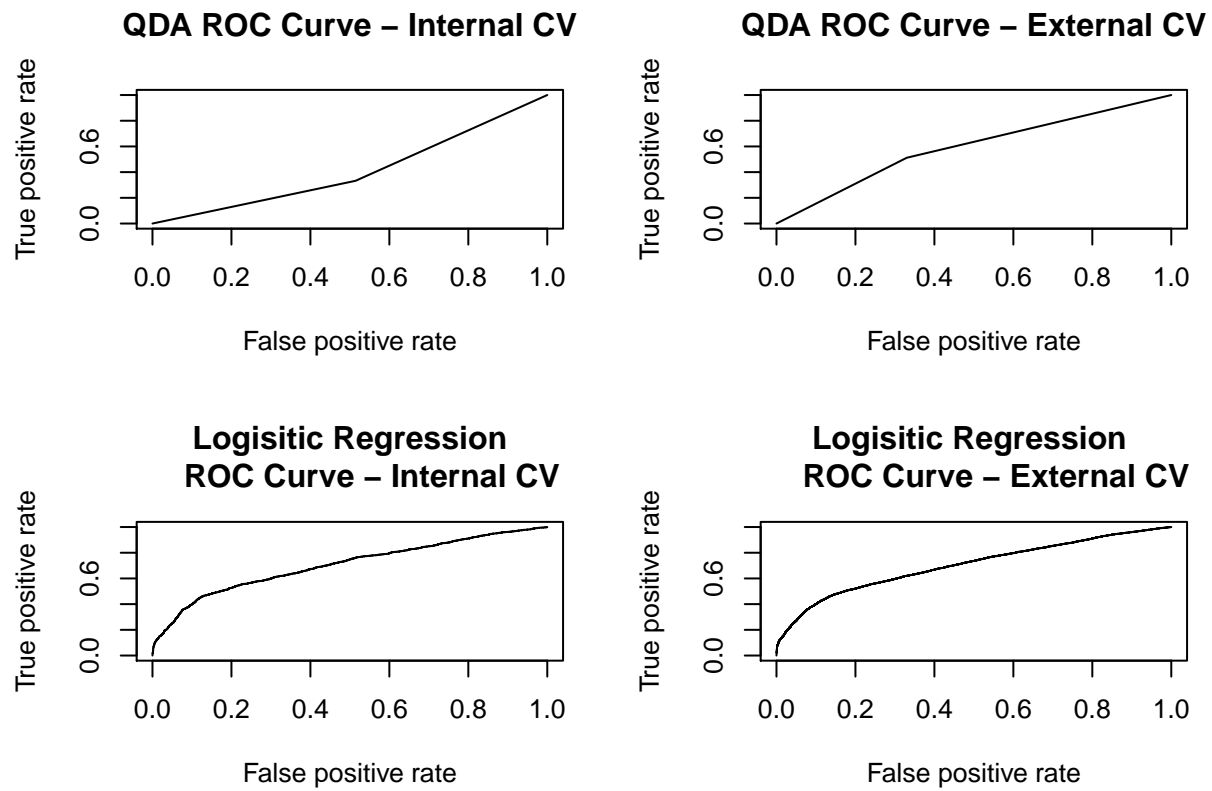 QDA ROC Curve – Internal CV
True positive rate
0.0 0.6
0.0 0.2 0.4 0.6 0.8 1.0
False positive rate
QDA ROC Curve – External CV
True positive rate
0.0 0.6
0.0 0.2 0.4 0.6 0.8 1.0
False positive rate
Logisitic Regression
ROC Curve – Internal CV
True positive rate
0.0 0.6
0.0 0.2 0.4 0.6 0.8 1.0
False positive rate
Logisitic Regression
ROC Curve – External CV
True positive rate
0.0 0.6
0.0 0.2 0.4 0.6 0.8 1.0
False positive rate